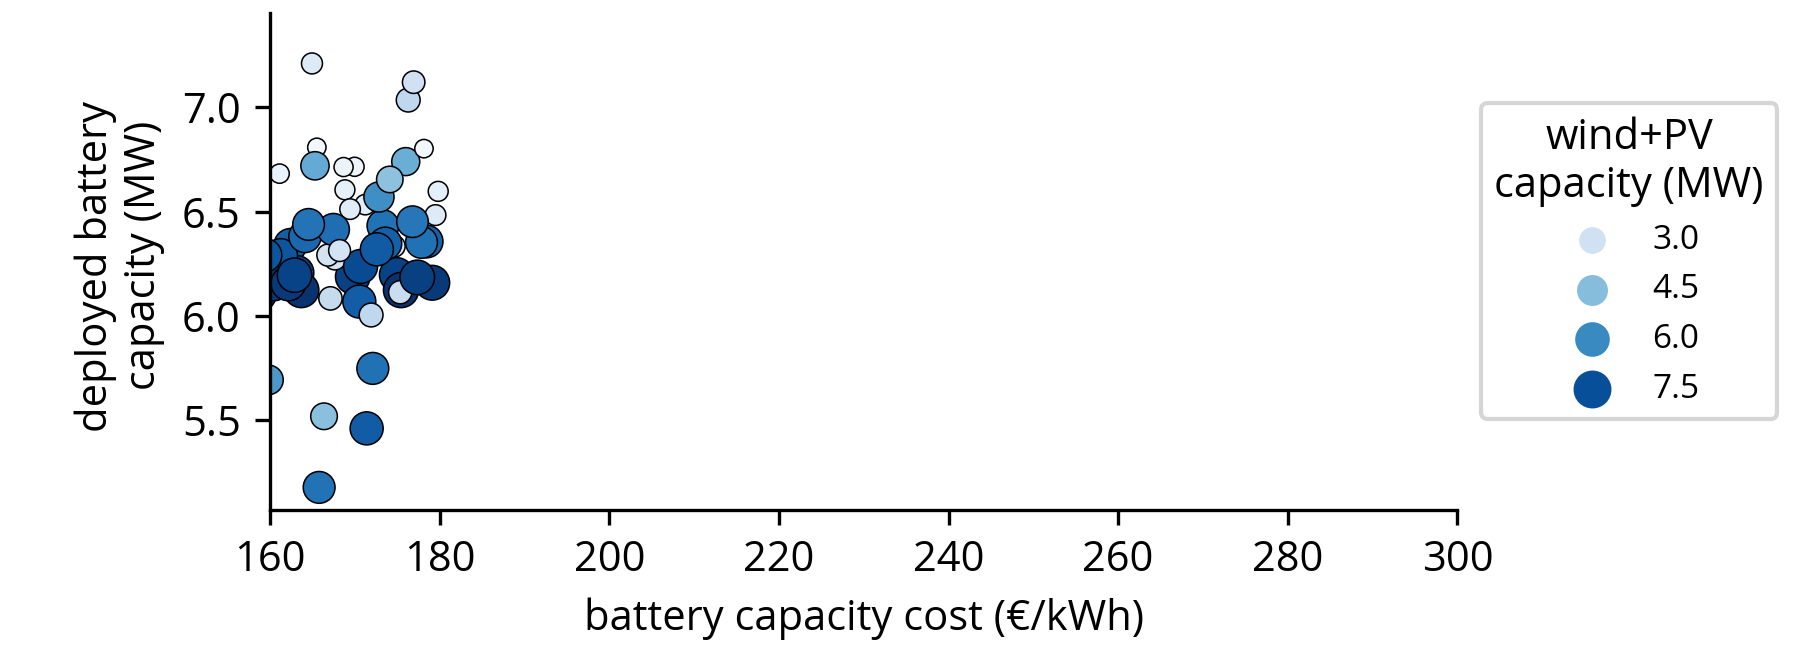 deployed battery
capacity (MW)
7.0
6.5
6.0
5.5
160 180 200 220 240 260 280 300
battery capacity cost (€/kWh)
wind+PV
capacity (MW)
3.0
4.5
6.0
7.5